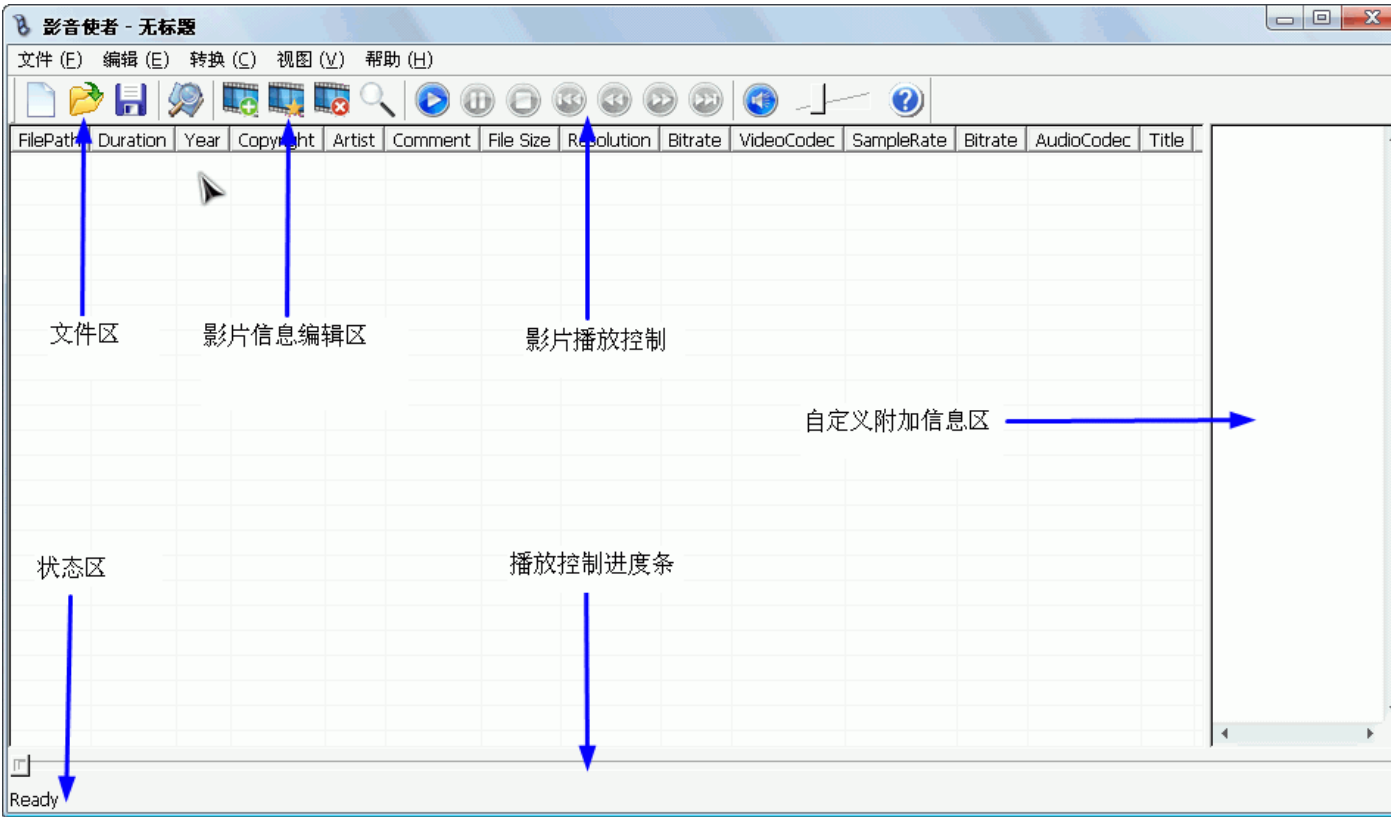 影音使者 - 无标题
文件 (F) 编辑 (E) 转换 (C) 视图 (V) 帮助 (H)
FilePath Duration Year Copyright Artist Comment File Size Resolution Bitrate VideoCodec SampleRate Bitrate AudioCodec Title
文件区 影片信息编辑区 影片播放控制
自定义附加信息区
状态区 播放控制进度条
Ready